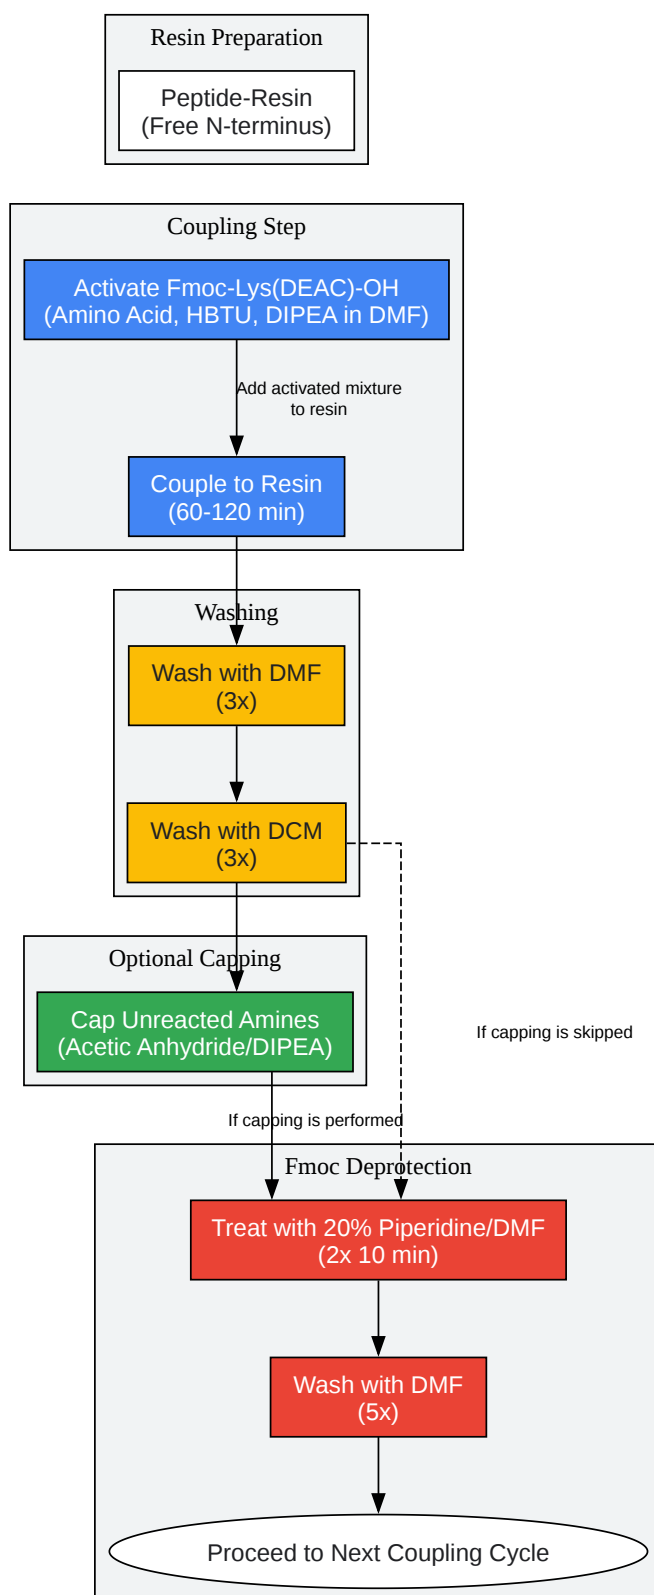 Resin Preparation
Peptide-Resin
(Free N-terminus)
Coupling Step
Activate Fmoc-Lys(DEAC)-OH
(Amino Acid, HBTU, DIPEA in DMF)
Add activated mixture
to resin
Couple to Resin
(60-120 min)
Washing
Wash with DMF
(3x)
Wash with DCM
(3x)
Optional Capping
Cap Unreacted Amines
(Acetic Anhydride/DIPEA)
If capping is skipped
If capping is performed
Fmoc Deprotection
Treat with 20% Piperidine/DMF
(2x 10 min)
Wash with DMF
(5x)
Proceed to Next Coupling Cycle